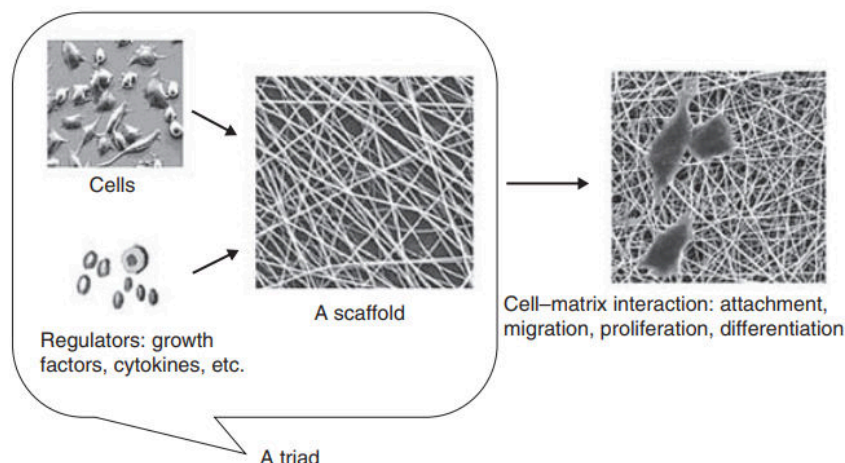 Cells
Regulators: growth
factors, cytokines, etc.
A scaffold
Cell–matrix interaction: attachment,
migration, proliferation, differentiation
A triad